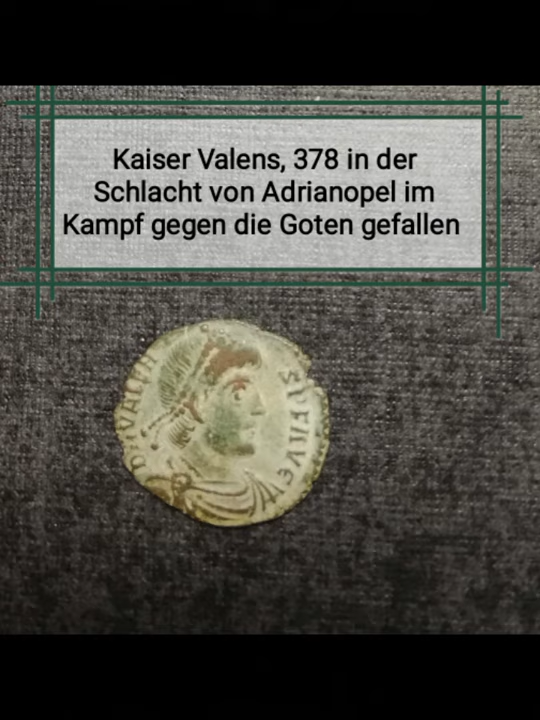 Kaiser Valens, 378 in der
Schlacht von Adrianopel im
Kampf gegen die Goten gefallen